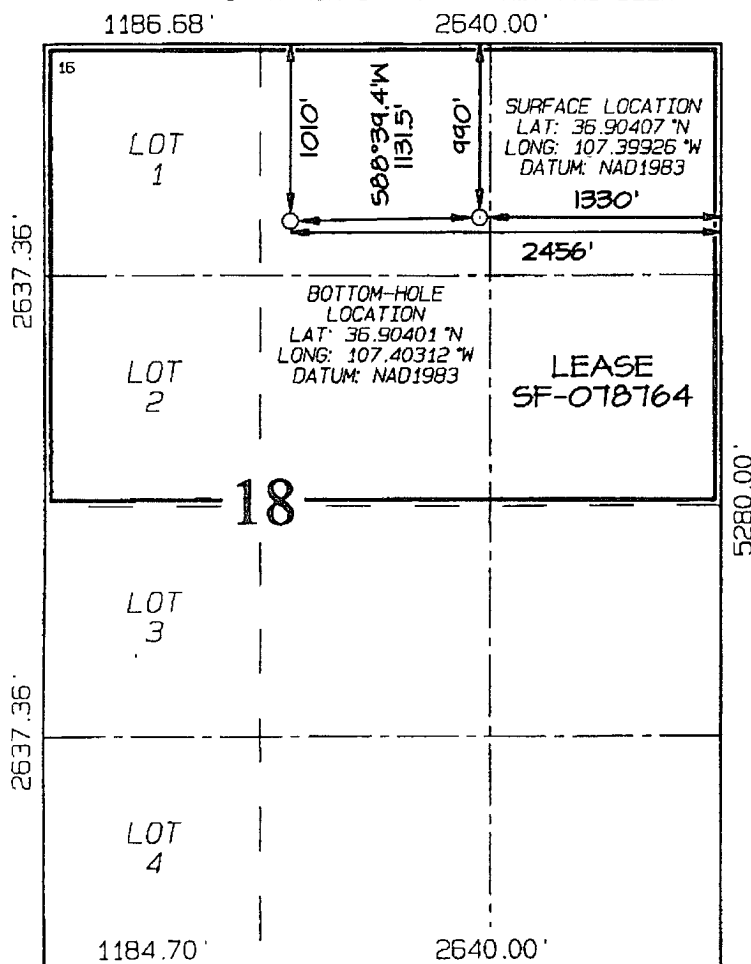 1186.68'
2640.00'
16
LOT
1
1010'
S88°39.4'W
1131.5'
990'
SURFACE LOCATION
LAT: 36.90407 °N
LONG: 107.39926 °W
DATUM: NAD1983
1330'
2456'
2637.36'
BOTTOM-HOLE
LOCATION
LAT: 36.90401 °N
LONG: 107.40312 °W
DATUM: NAD1983
LOT
2
LEASE
SF-078764
18
5280.00'
LOT
3
2637.36'
LOT
4
1184.70'
2640.00'